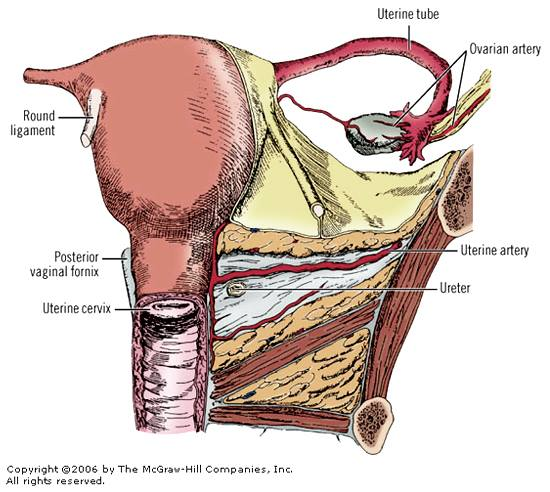 Uterine tube
Ovarian artery
Round
ligament
Posterior
vaginal fornix
Uterine artery
Ureter
Uterine cervix
Copyright ©2006 by The McGraw-Hill Companies, Inc.
All rights reserved.